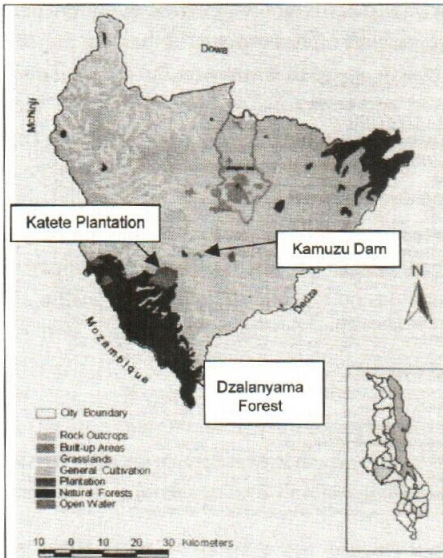 Dowa
Mchinji
Katete Plantation
Kamuzu Dam
N
Dedza
Mozambique
Dzalanyama
Forest
City Boundary
Rock Outcrops
Built-up Areas
Grasslands
General Cultivation
Plantation
Natural Forests
Open Water
10 0 10 20 30 Kilometers